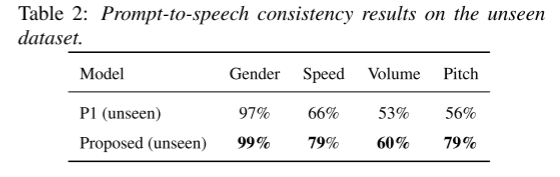 Table 2: Prompt-to-speech consistency results on the unseen
dataset.
Model Gender Speed Volume Pitch
P1 (unseen) 97% 66% 53% 56%
Proposed (unseen) 99% 79% 60% 79%